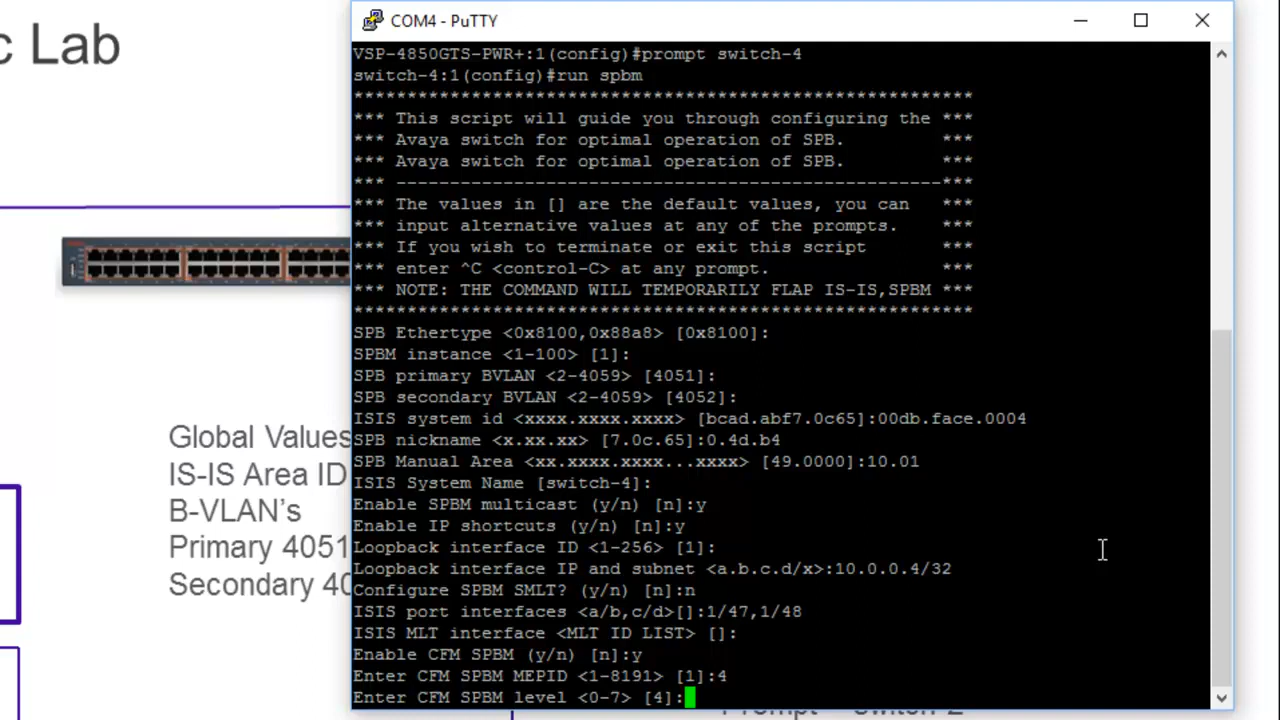 c Lab
Global Values
IS-IS Area ID
B-VLAN’s
Primary 4051
Secondary 40
COM4 - PuTTY
VSP-4850GTS-PWR+:1(config)#prompt switch-4
switch-4:1(config)#run spbm
**********************************************************
*** This script will guide you through configuring the ***
*** Avaya switch for optimal operation of SPB. ***
*** Avaya switch for optimal operation of SPB. ***
*** ---------------------------------------------------***
*** The values in [] are the default values, you can ***
*** input alternative values at any of the prompts. ***
*** If you wish to terminate or exit this script ***
*** enter ^C <control-C> at any prompt. ***
*** NOTE: THE COMMAND WILL TEMPORARILY FLAP IS-IS,SPBM ***
**********************************************************
SPB Ethertype <0x8100,0x88a8> [0x8100]:
SPBM instance <1-100> [1]:
SPB primary BVLAN <2-4059> [4051]:
SPB secondary BVLAN <2-4059> [4052]:
ISIS system id <xxxx.xxxx.xxxx> [bcad.abf7.0c65]:00db.face.0004
SPB nickname <x.xx.xx> [7.0c.65]:0.4d.b4
SPB Manual Area <xx.xxxx.xxxx...xxxx> [49.0000]:10.01
ISIS System Name [switch-4]:
Enable SPBM multicast (y/n) [n]:y
Enable IP shortcuts (y/n) [n]:y
Loopback interface ID <1-256> [1]:
Loopback interface IP and subnet <a.b.c.d/x>:10.0.0.4/32
Configure SPBM SMLT? (y/n) [n]:n
ISIS port interfaces <a/b,c/d>[]:1/47,1/48
ISIS MLT interface <MLT ID LIST> []:
Enable CFM SPBM (y/n) [n]:y
Enter CFM SPBM MEPID <1-8191> [1]:4
Enter CFM SPBM level <0-7> [4]: